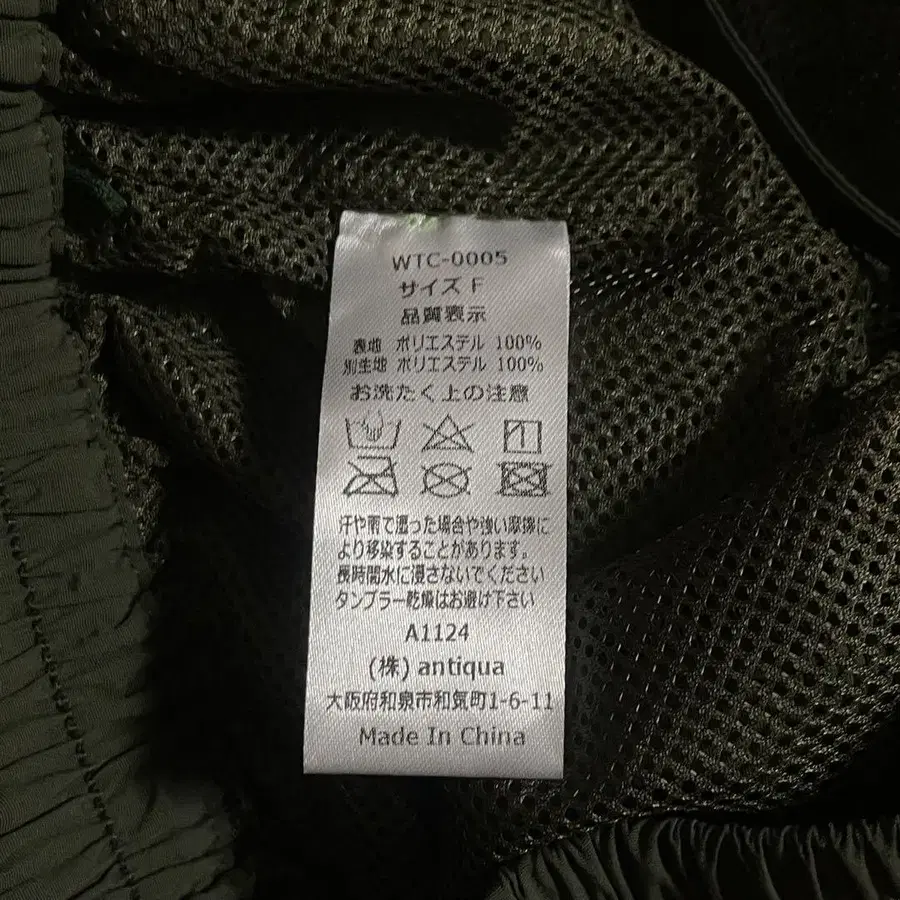 WTC-0005
サイズ F
品質表示
表地 ポリエステル 100%
別生地 ポリエステル 100%
お洗たく上の注意
汗や雨で湿った場合や強い摩擦に
より移染することがあります。
長時間水に浸さないでください
タンブラー乾燥はお避け下さい
A1124
(株) antiqua
大阪府和泉市和気町1-6-11
Made In China